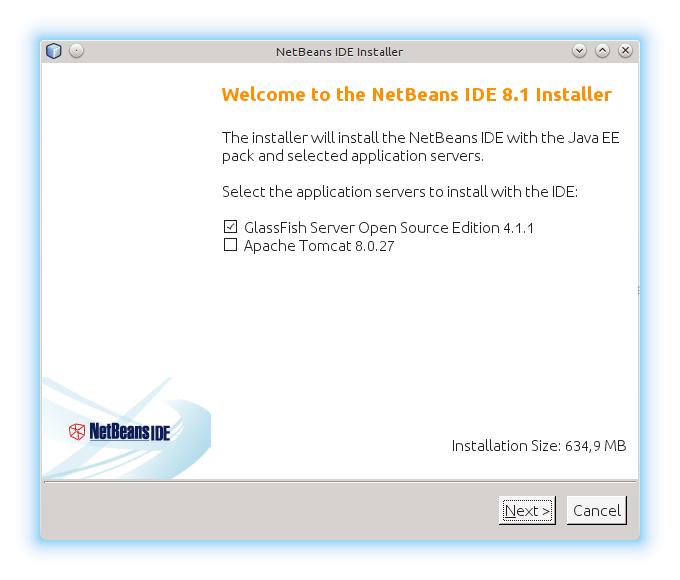 NetBeans IDE Installer
Welcome to the NetBeans IDE 8.1 Installer
The installer will install the NetBeans IDE with the Java EE
pack and selected application servers.
Select the application servers to install with the IDE:
GlassFish Server Open Source Edition 4.1.1
Apache Tomcat 8.0.27
NetBeans IDE
Installation Size: 634,9 MB
Next >
Cancel